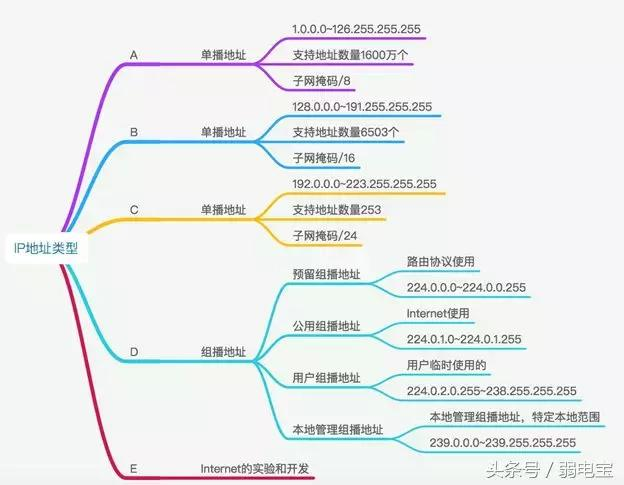 IP地址类型
A
单播地址
1.0.0.0~126.255.255.255
支持地址数量1600万个
子网掩码/8
B
单播地址
128.0.0.0~191.255.255.255
支持地址数量6503个
子网掩码/16
C
单播地址
192.0.0.0~223.255.255.255
支持地址数量253
子网掩码/24
D
组播地址
预留组播地址
路由协议使用
224.0.0.0~224.0.0.255
公用组播地址
Internet使用
224.0.1.0~224.0.1.255
用户组播地址
用户临时使用的
224.0.2.0.255~238.255.255.255
本地管理组播地址
本地管理组播地址，特定本地范围
239.0.0.0~239.255.255.255
E
Internet的实验和开发
头条号 / 弱电宝